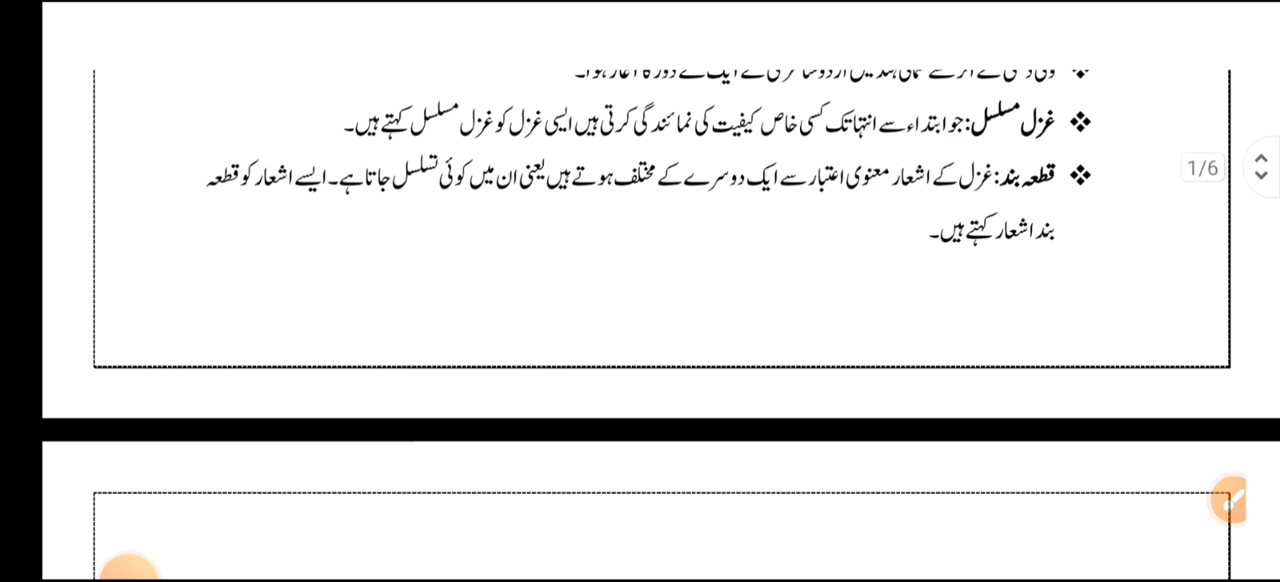 غزل مسلسل: جو ابتداء سے انتہا تک کسی خاص کیفیت کی نمائندگی کرتی ہیں ایسی غزل کو غزل مسلسل کہتے ہیں۔
1/6
قطعہ بند: غزل کے اشعار معنوی اعتبار سے ایک دوسرے کے مختلف ہوتے ہیں یعنی ان میں کوئی تسلسل جاتا ہے۔ ایسے اشعار کو قطعہ
بند اشعار کہتے ہیں۔